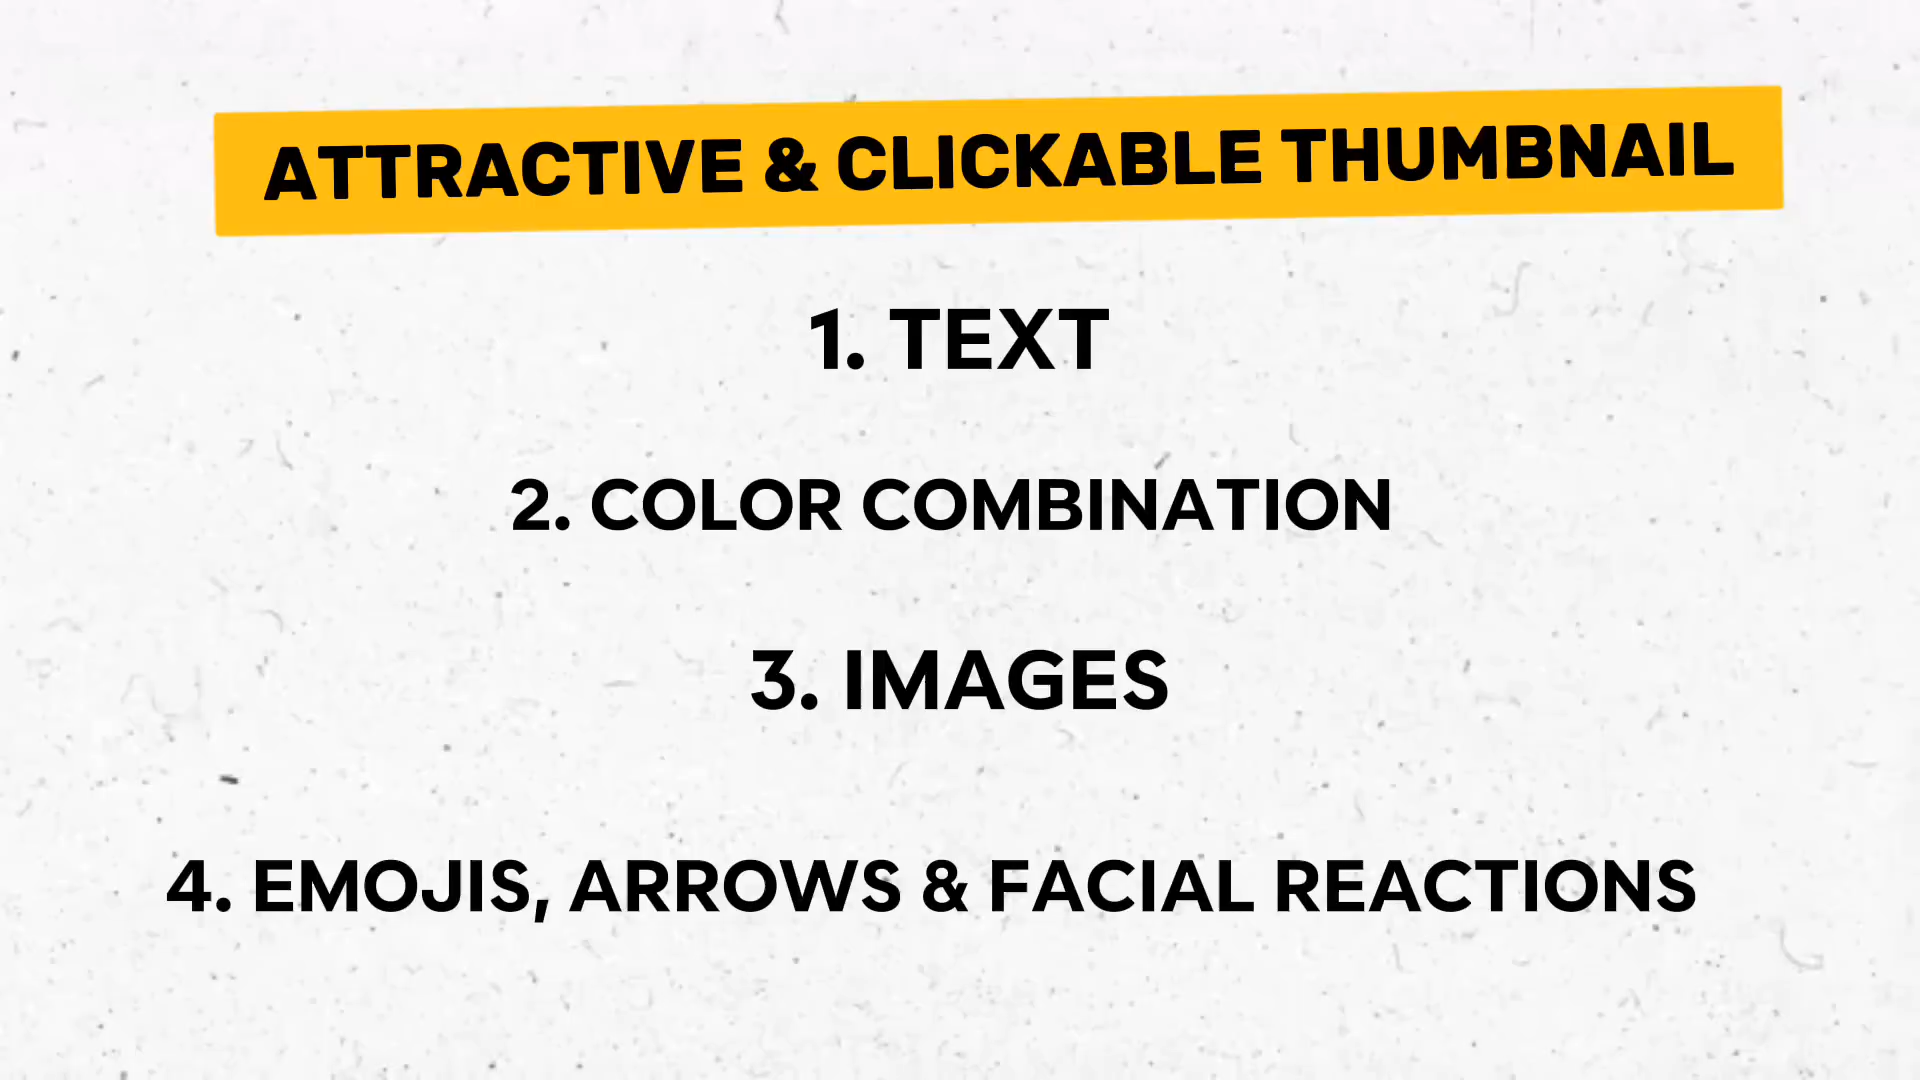 ATTRACTIVE & CLICKABLE THUMBNAIL
1. TEXT
2. COLOR COMBINATION
3. IMAGES
4. EMOJIS, ARROWS & FACIAL REACTIONS